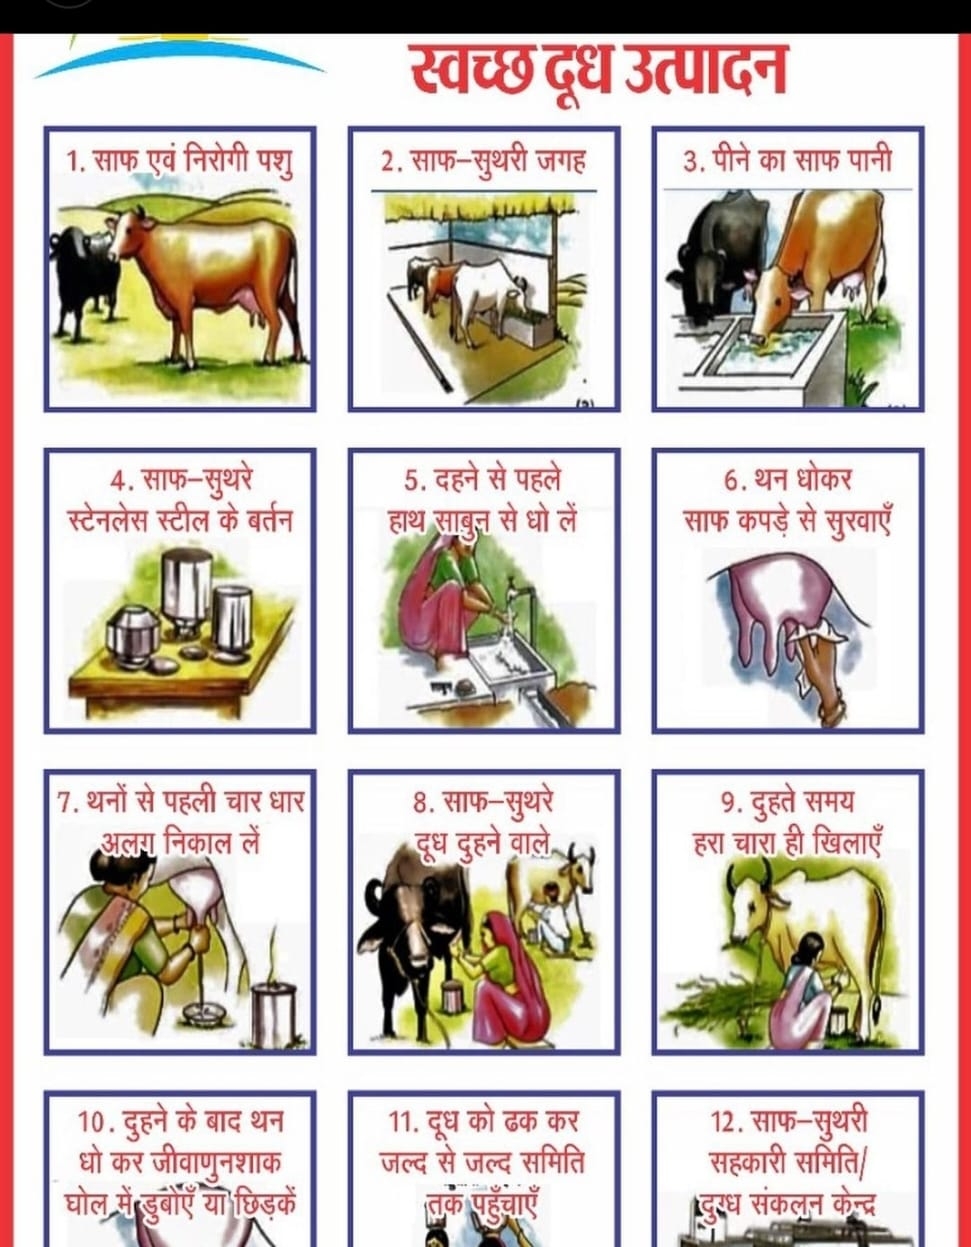 स्वच्छ दूध उत्पादन
1. साफ एवं निरोगी पशु
2. साफ-सुथरी जगह
3. पीने का साफ पानी
4. साफ-सुथरे
स्टेनलेस स्टील के बर्तन
5. दहने से पहले
हाथ साबुन से धो लें
6. थन धोकर
साफ कपड़े से सुरवाएँ
7. थनों से पहली चार धार
अलग निकाल लें
8. साफ-सुथरे
दूध दुहने वाले
9. दुहते समय
हरा चारा ही खिलाएँ
10. दुहने के बाद थन
धो कर जीवाणुनशाक
घोल में डुबोएँ या छिड़कें
11. दूध को ढक कर
जल्द से जल्द समिति
तक पहुँचाएँ
12. साफ-सुथरी
सहकारी समिति/
दुग्ध संकलन केन्द्र